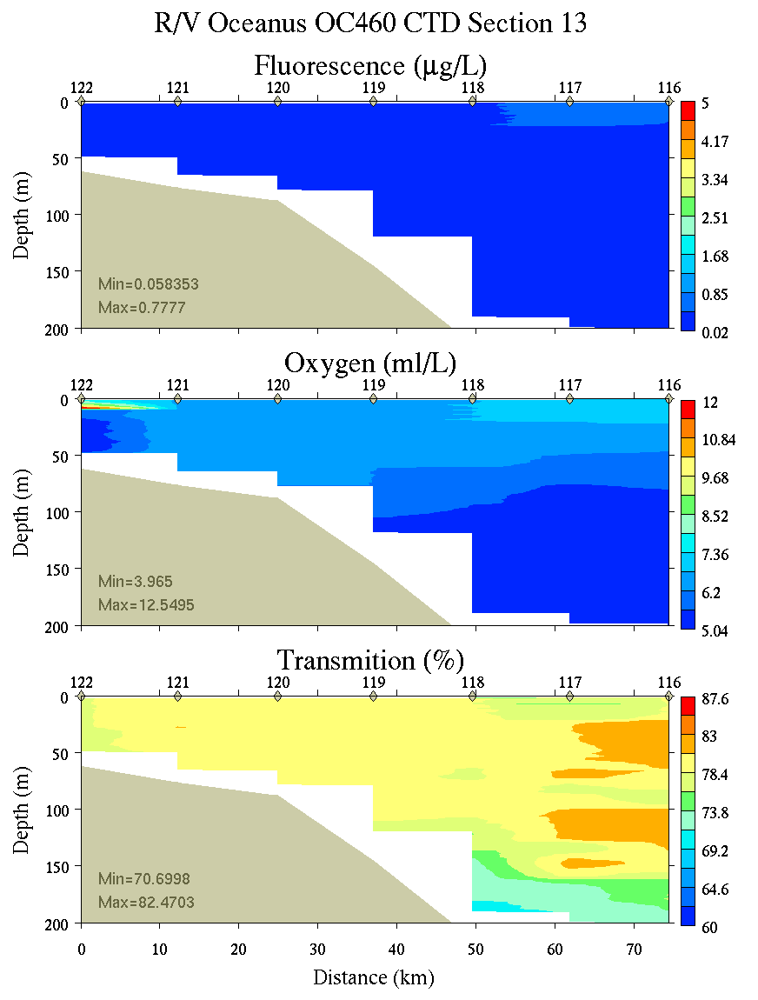 R/V Oceanus OC460 CTD Section 13
Fluorescence (µg/L)
122 121 120 119 118 117 116
0
50
100
150
200
Depth (m)
Min=0.058353
Max=0.7777
5
4.17
3.34
2.51
1.68
0.85
0.02
Oxygen (ml/L)
122 121 120 119 118 117 116
0
50
100
150
200
Depth (m)
Min=3.965
Max=12.5495
12
10.84
9.68
8.52
7.36
6.2
5.04
Transmition (%)
122 121 120 119 118 117 116
0
50
100
150
200
Depth (m)
Min=70.6998
Max=82.4703
87.6
83
78.4
73.8
69.2
64.6
60
0 10 20 30 40 50 60 70
Distance (km)